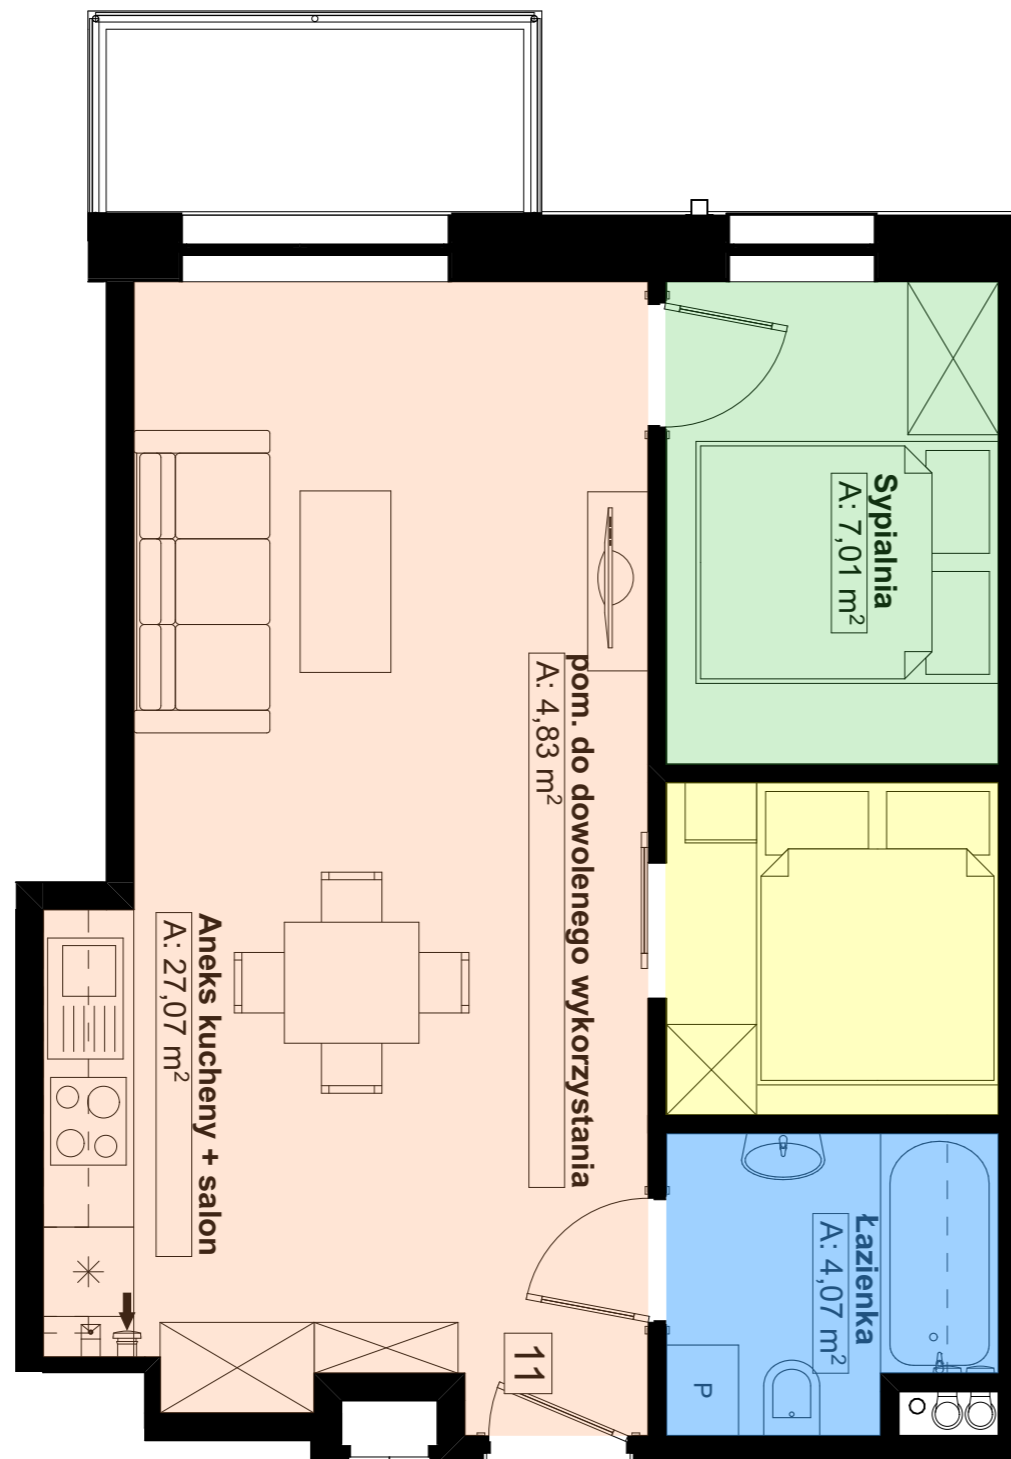 Sypialnia
A: 7,01 m²
pom. do dowolenego wykorzystania
A: 4,83 m²
Aneks kucheny + salon
A: 27,07 m²
Łazienka
A: 4,07 m²
11
P